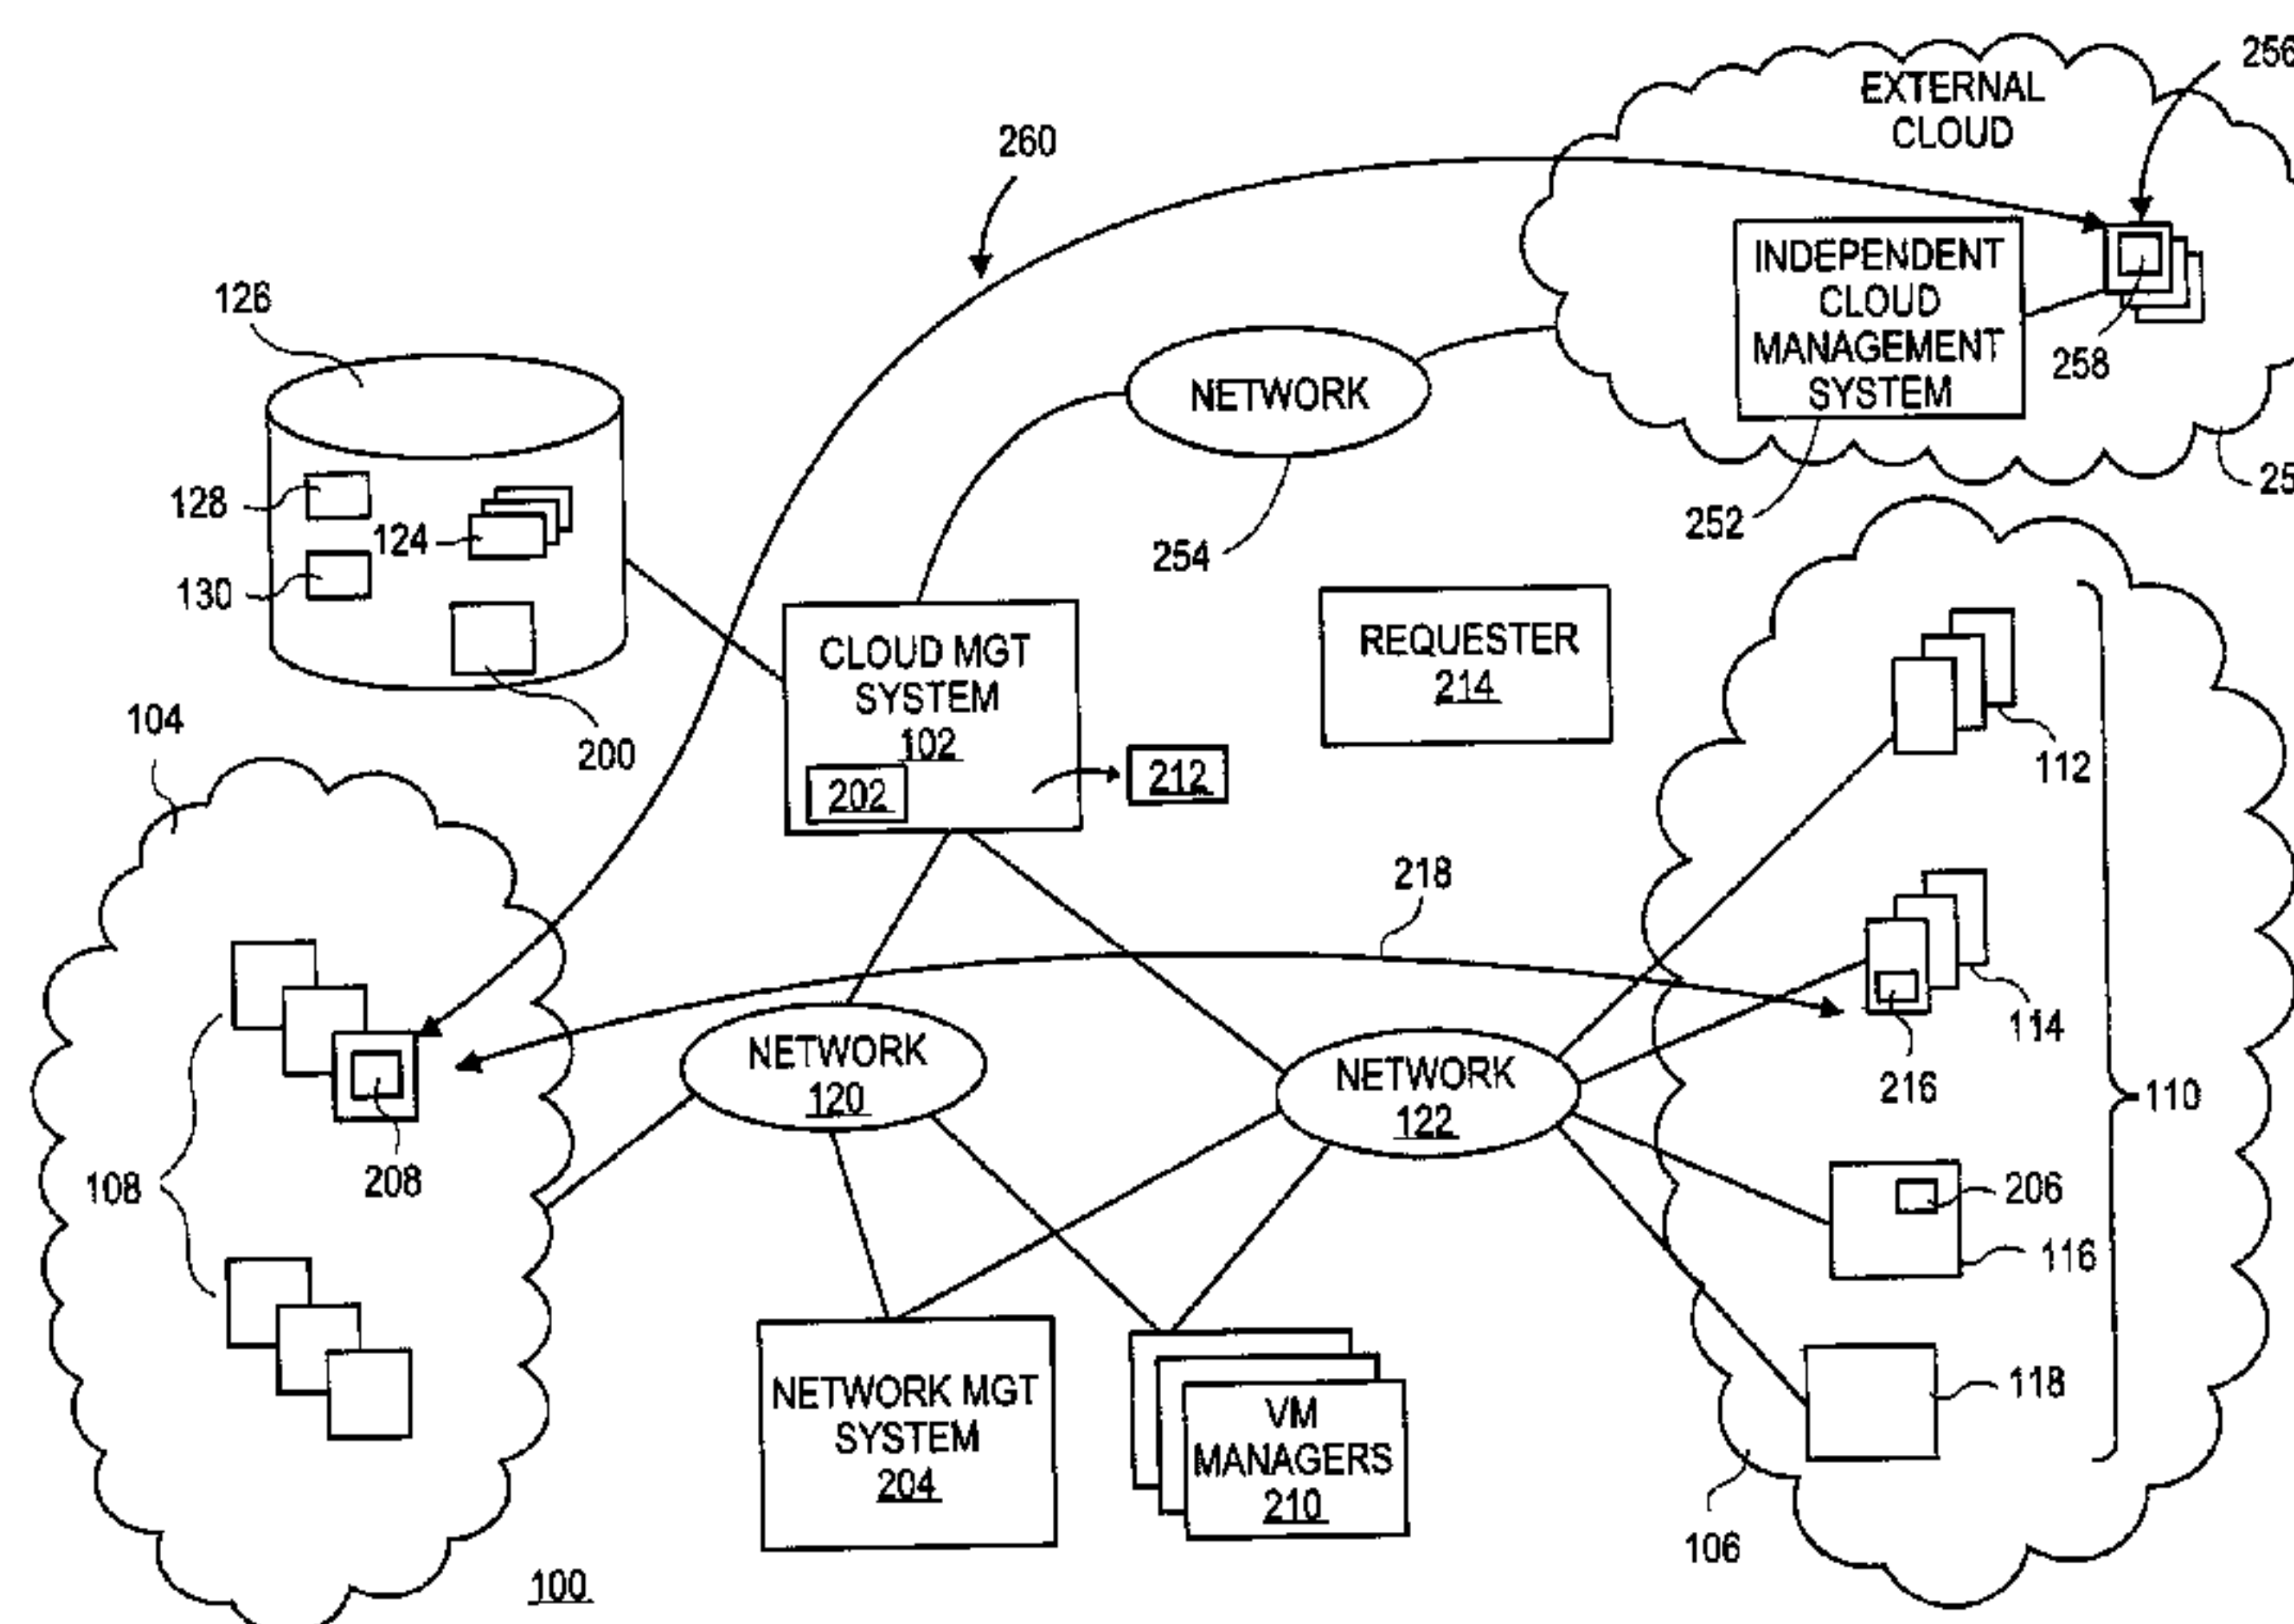 256
EXTERNAL
CLOUD
260
INDEPENDENT
CLOUD
MANAGEMENT
SYSTEM
258
126
NETWORK
128
124
130
254
252
25
REQUESTER
214
CLOUD MGT
SYSTEM
102
202
212
104
200
112
218
114
216
110
NETWORK
120
NETWORK
122
108
208
206
116
118
NETWORK MGT
SYSTEM
204
VM
MANAGERS
210
106
100